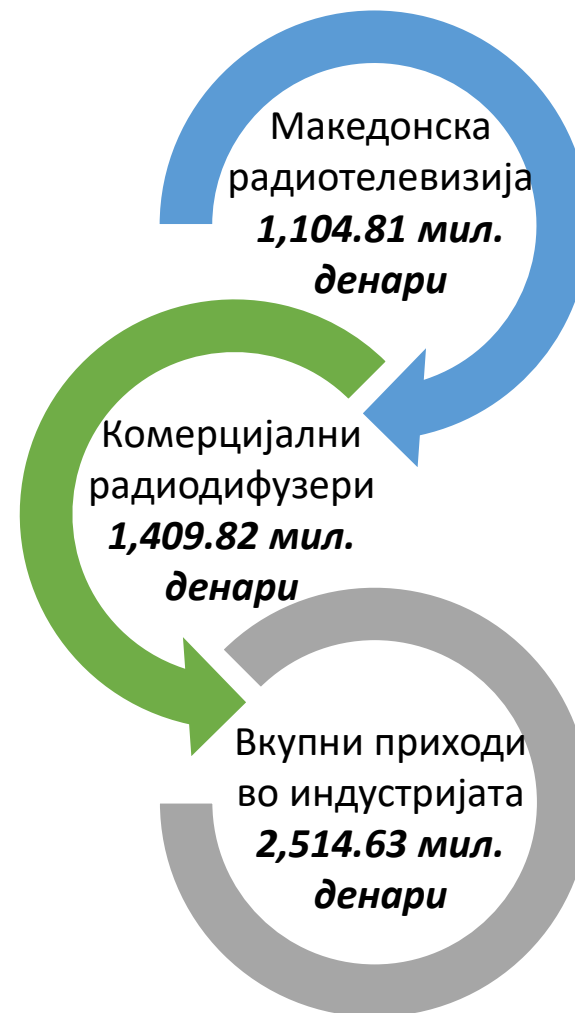 Македонска
радиотелевизија
1,104.81 мил.
денари
Комерцијални
радиодифузери
1,409.82 мил.
денари
Вкупни приходи
во индустријата
2,514.63 мил.
денари